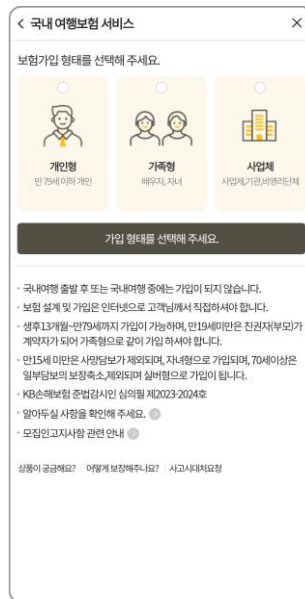 국내 여행보험 서비스
보험가입 형태를 선택해 주세요.
개인형
만 79세 이하 개인
가족형
배우자, 자녀
사업체
사업체,기관,비영리단체
가입 형태를 선택해 주세요.
· 국내여행 출발 후 또는 국내여행 중에는 가입이 되지 않습니다.
· 보험 설계 및 가입은 인터넷으로 고객님께서 직접하셔야 합니다.
· 생후13개월~만79세까지 가입이 가능하며, 만19세미만은 친권자(부모)가
계약자가 되어 가족형으로 같이 가입 하셔야 합니다.
· 만15세 미만은 사망담보가 제외되며, 자녀형으로 가입되며, 70세이상은
일부담보의 보장축소,제외되며 실버형으로 가입이 됩니다.
· KB손해보험 준법감시인 심의필 제2023-2024호
· 알아두실 사항을 확인해 주세요.
· 모집인고지사항 관련 안내
상품이 궁금해요? 어떻게 보장해주나요? 사고시대처요청